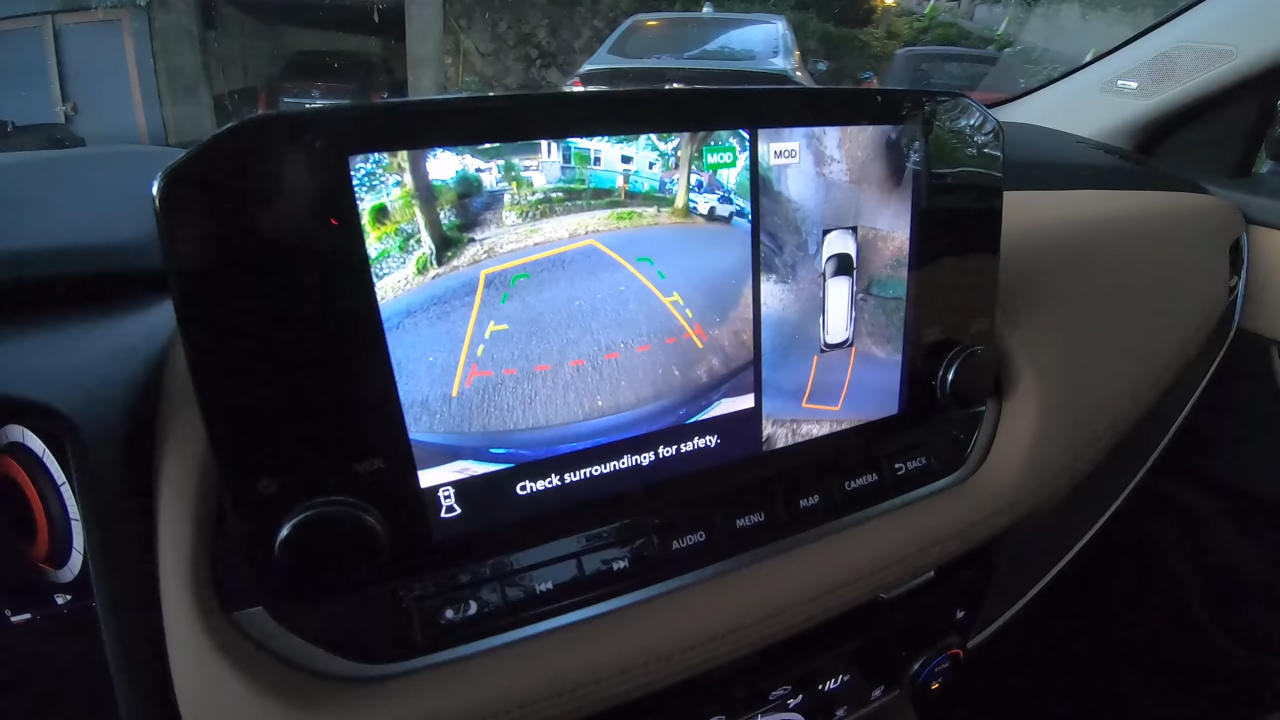 MOD
MOD
Check surroundings for safety.
AUDIO
MENU
MAP
CAMERA
BACK